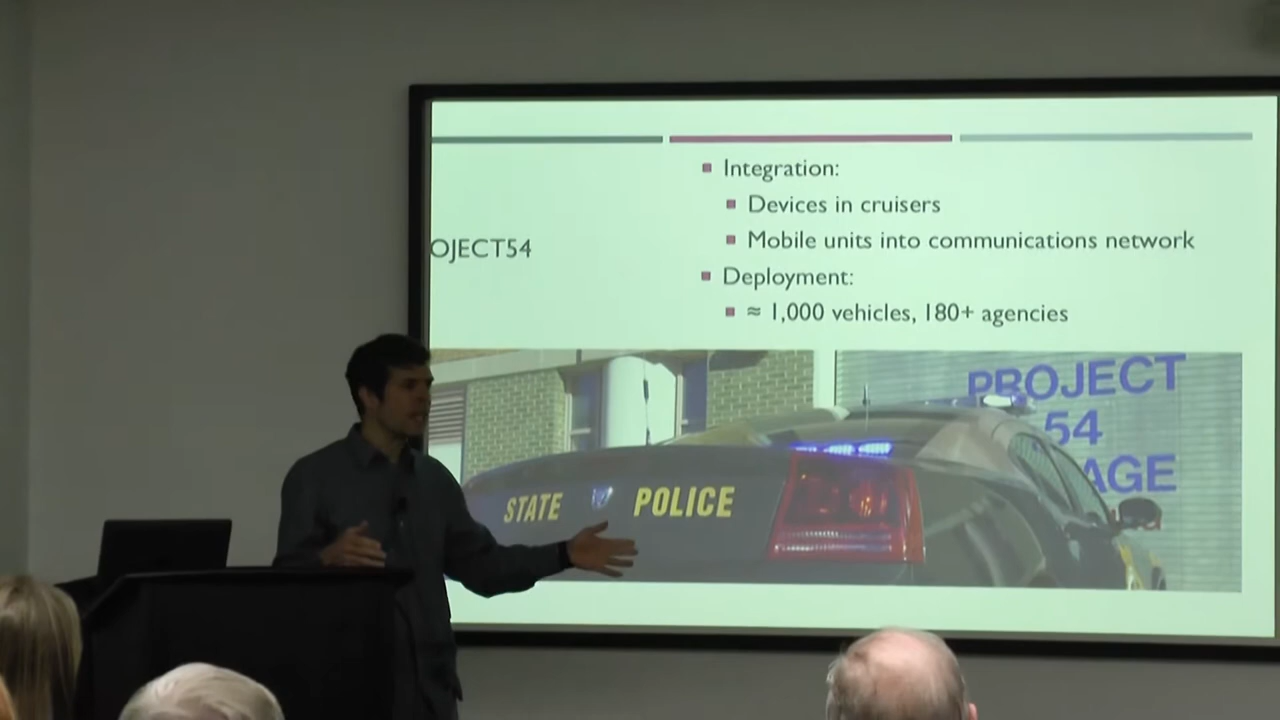 OJECT54
Integration:
Devices in cruisers
Mobile units into communications network
Deployment:
≈ 1,000 vehicles, 180+ agencies
PROJECT
54
AGE
STATE POLICE